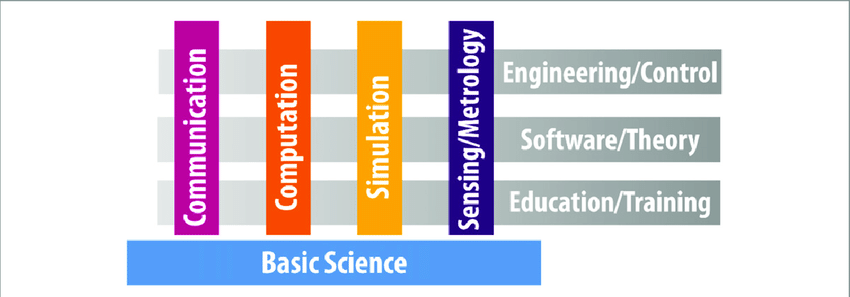 Communication
Computation
Simulation
Sensing/Metrology
Engineering/Control
Software/Theory
Education/Training
Basic Science